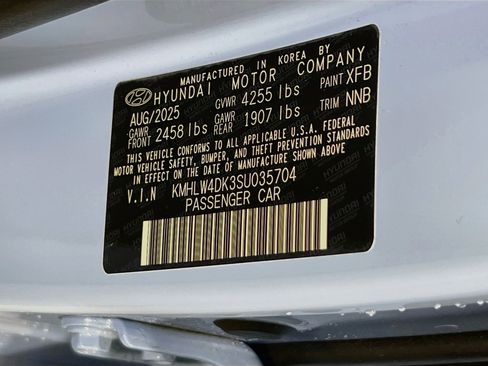 MANUFACTURED IN KOREA BY
HYUNDAI MOTOR COMPANY
AUG/2025 GVWR 4255 lbs PAINT XFB
GAWR FRONT 2458 lbs GAWR REAR 1907 lbs TRIM NNB
THIS VEHICLE CONFORMS TO ALL APPLICABLE U.S.A. FEDERAL
MOTOR VEHICLE SAFETY, BUMPER, AND THEFT PREVENTION STANDARDS
IN EFFECT ON THE DATE OF MANUFACTURE SHOWN ABOVE
V.I.N KMHLW4DK3SU035704
PASSENGER CAR